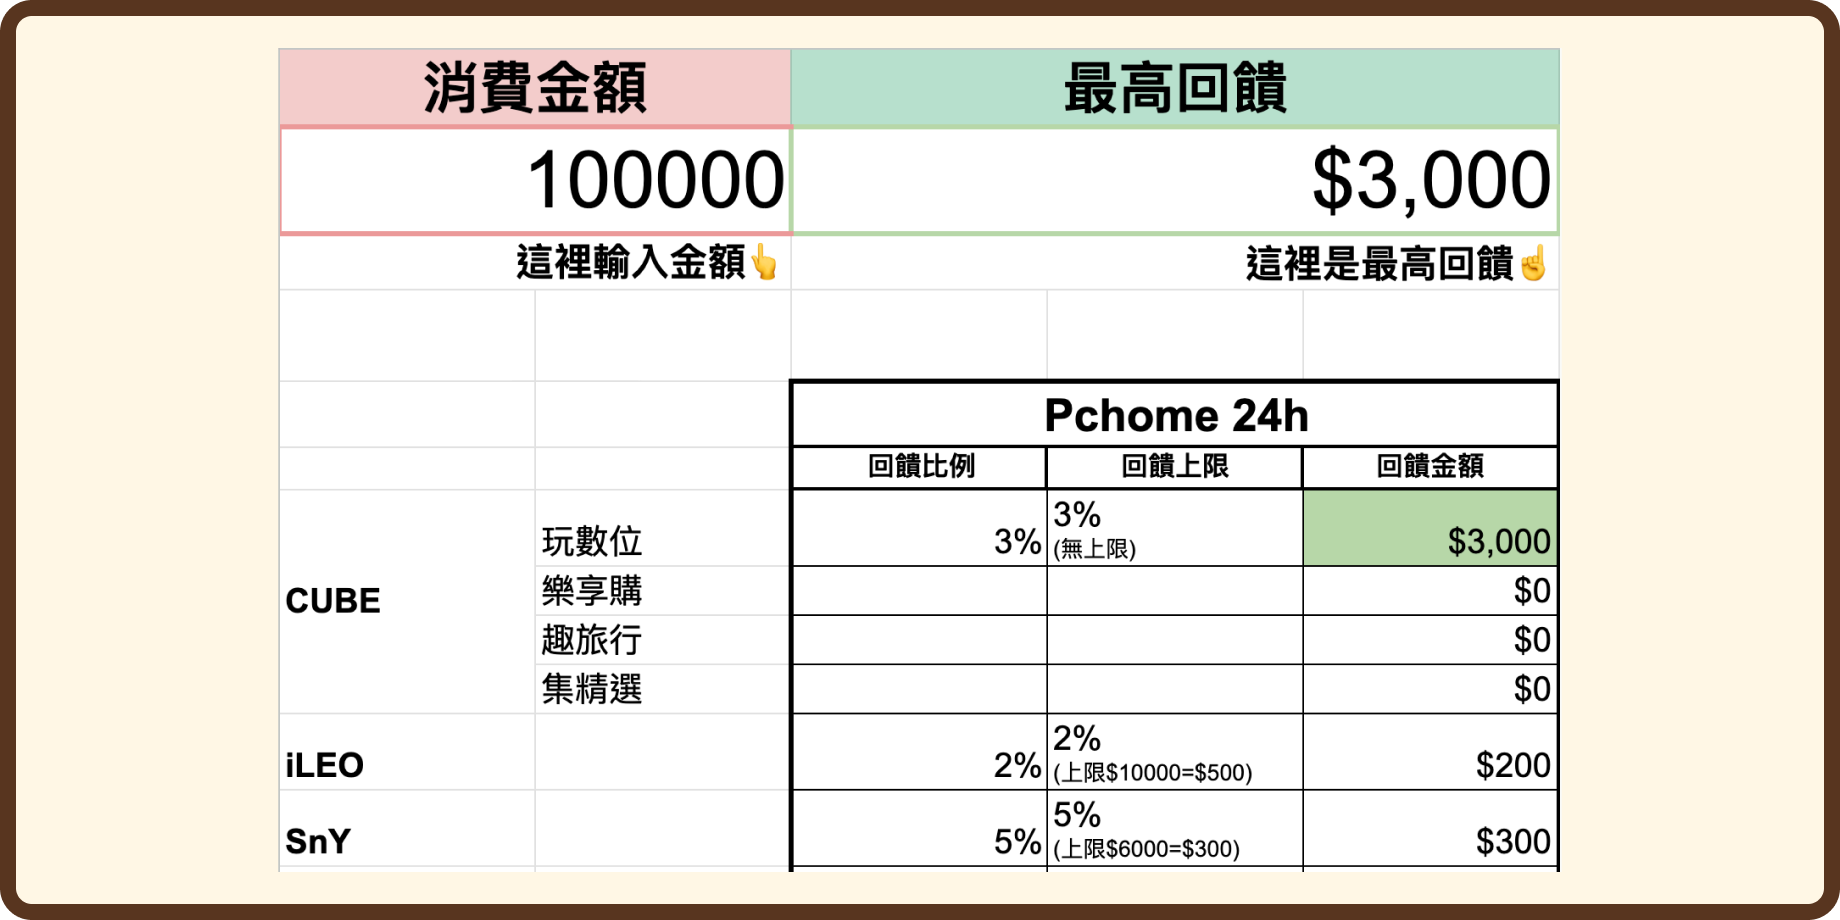 消費金額 最高回饋
100000 $3,000
這裡輸入金額👆 這裡是最高回饋☝️
Pchome 24h
回饋比例 回饋上限 回饋金額
CUBE
玩數位 3% 3% $3,000
(無上限)
樂享購 $0
趣旅行 $0
集精選 $0
iLEO 2% 2% $200
(上限$10000=$500)
SnY 5% 5% $300
(上限$6000=$300)